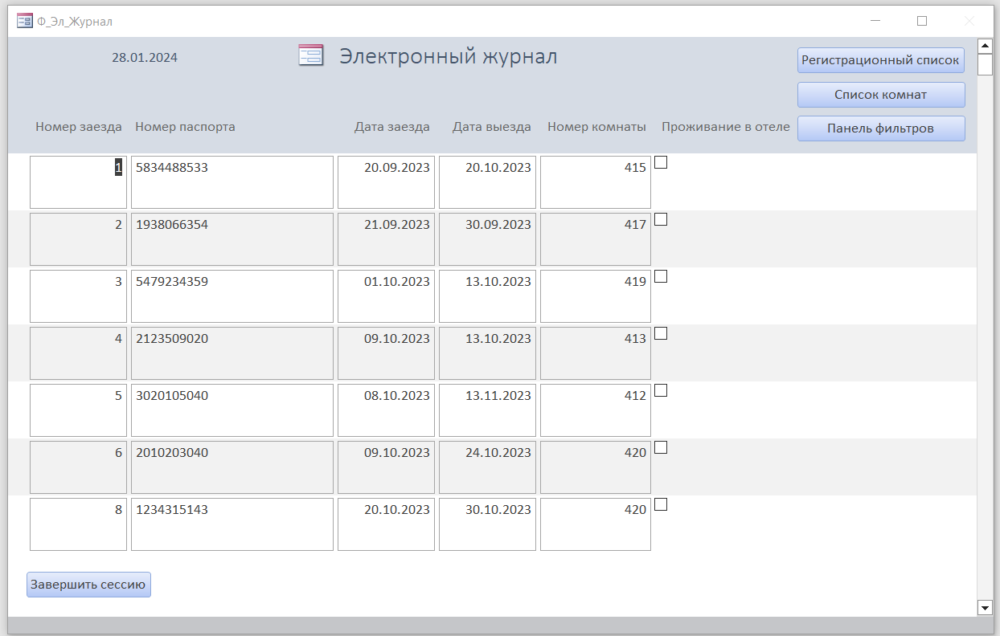 Ф_Эл_Журнал
28.01.2024 Электронный журнал Регистрационный список
Список комнат
Номер заезда Номер паспорта Дата заезда Дата выезда Номер комнаты Проживание в отеле Панель фильтров
1 5834488533 20.09.2023 20.10.2023 415
2 1938066354 21.09.2023 30.09.2023 417
3 5479234359 01.10.2023 13.10.2023 419
4 2123509020 09.10.2023 13.10.2023 413
5 3020105040 08.10.2023 13.11.2023 412
6 2010203040 09.10.2023 24.10.2023 420
8 1234315143 20.10.2023 30.10.2023 420
Завершить сессию